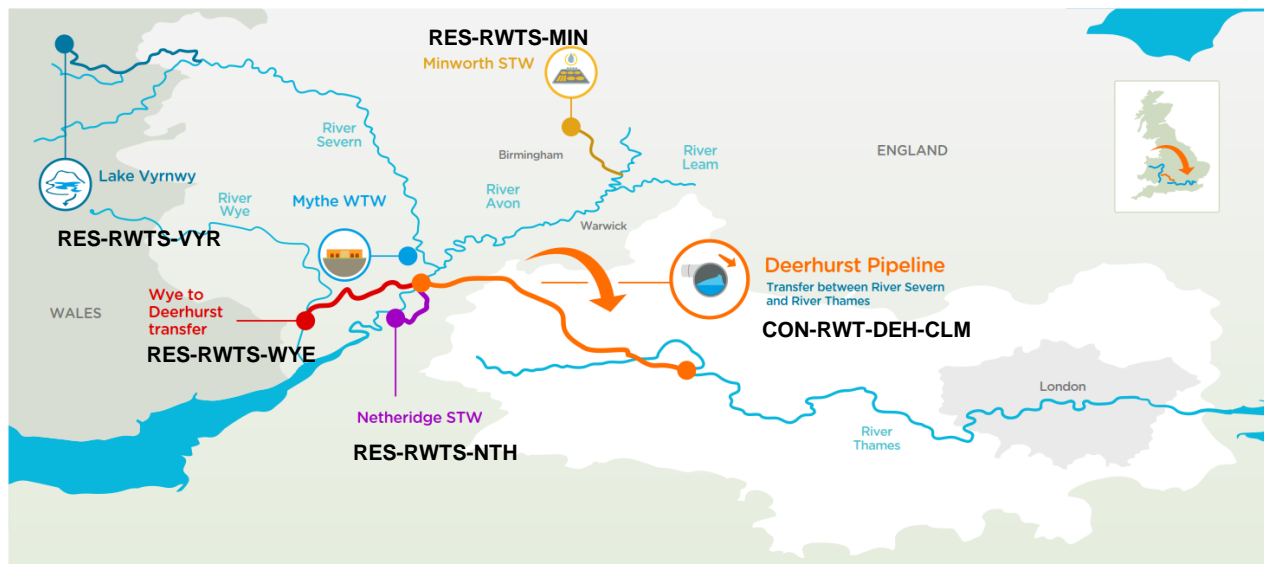 RES-RWTS-MIN
Minworth STW
River
Severn
Birmingham
River
Leam
ENGLAND
Lake Vyrnwy
River
Wye
Mythe WTW
River
Avon
RES-RWTS-VYR
Warwick
Deerhurst Pipeline
Transfer between River Severn
and River Thames
CON-RWT-DEH-CLM
WALES
Wye to
Deerhurst
transfer
RES-RWTS-WYE
Netheridge STW
RES-RWTS-NTH
London
River
Thames